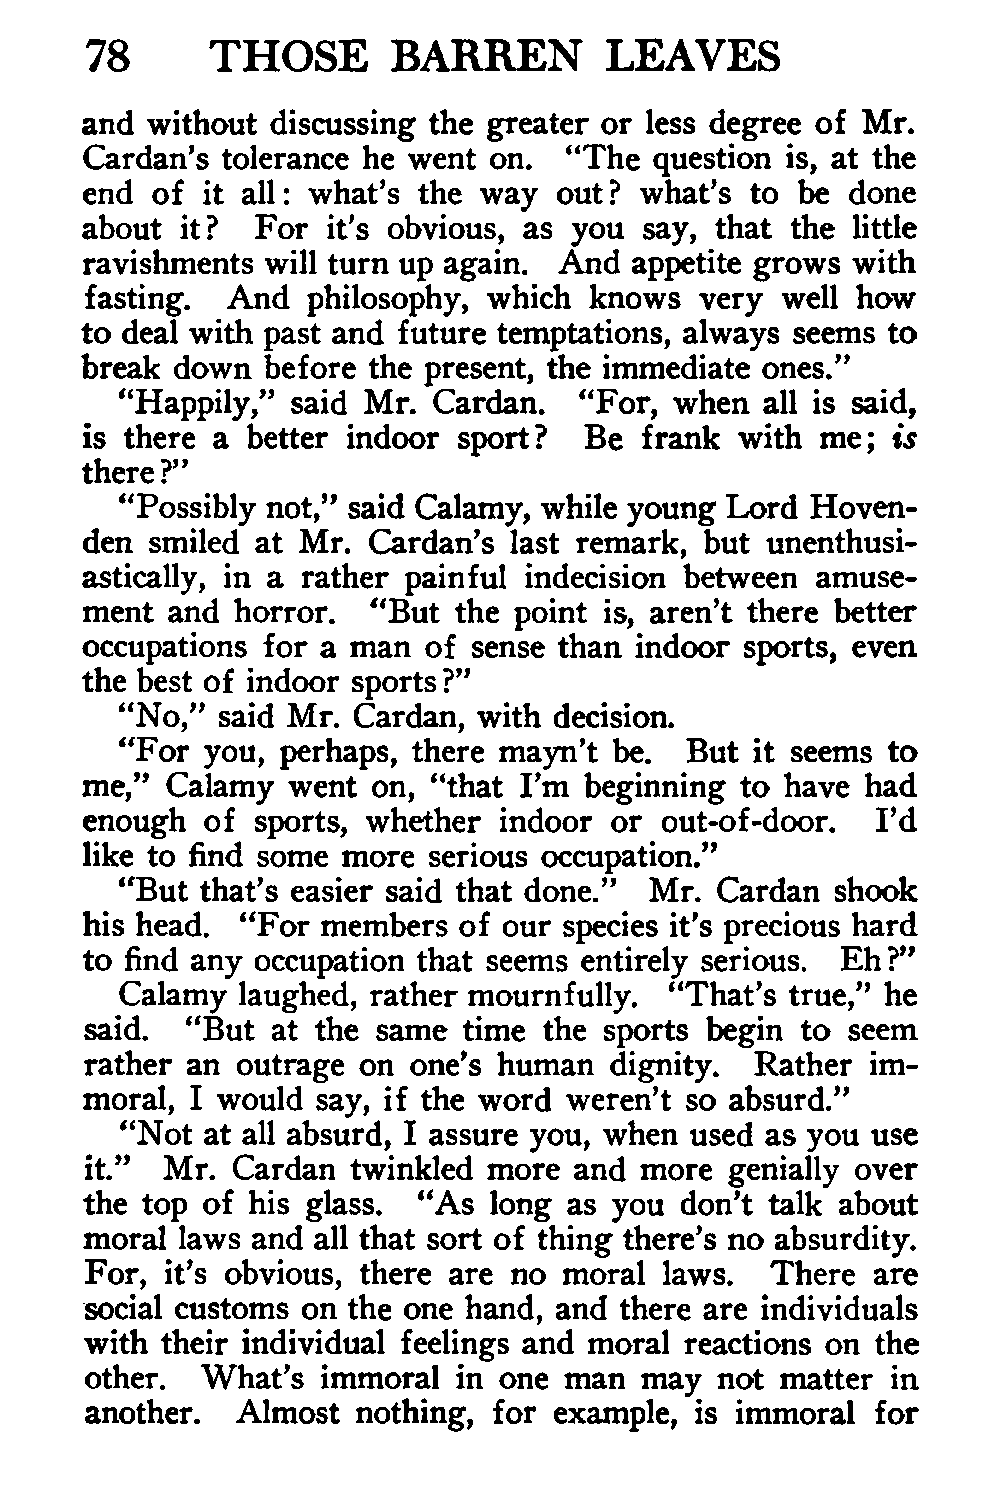 78 THOSE BARREN LEAVES
and without discussing the greater or less degree of Mr.
Cardan's tolerance he went on. “The question is, at the
end of it all: what's the way out? what's to be done
about it? For it's obvious, as you say, that the little
ravishments will turn up again. And appetite grows with
fasting. And philosophy, which knows very well how
to deal with past and future temptations, always seems to
break down before the present, the immediate ones.”
“Happily,” said Mr. Cardan. “For, when all is said,
is there a better indoor sport? Be frank with me; is
there?”
“Possibly not,” said Calamy, while young Lord Hoven-
den smiled at Mr. Cardan's last remark, but unenthusi-
astically, in a rather painful indecision between amuse-
ment and horror. “But the point is, aren't there better
occupations for a man of sense than indoor sports, even
the best of indoor sports?”
“No,” said Mr. Cardan, with decision.
“For you, perhaps, there mayn't be. But it seems to
me,” Calamy went on, “that I'm beginning to have had
enough of sports, whether indoor or out-of-door. I'd
like to find some more serious occupation.”
“But that's easier said that done.” Mr. Cardan shook
his head. “For members of our species it's precious hard
to find any occupation that seems entirely serious. Eh?”
Calamy laughed, rather mournfully. “That's true,” he
said. “But at the same time the sports begin to seem
rather an outrage on one's human dignity. Rather im-
moral, I would say, if the word weren't so absurd.”
“Not at all absurd, I assure you, when used as you use
it.” Mr. Cardan twinkled more and more genially over
the top of his glass. “As long as you don't talk about
moral laws and all that sort of thing there's no absurdity.
For, it's obvious, there are no moral laws. There are
social customs on the one hand, and there are individuals
with their individual feelings and moral reactions on the
other. What's immoral in one man may not matter in
another. Almost nothing, for example, is immoral for